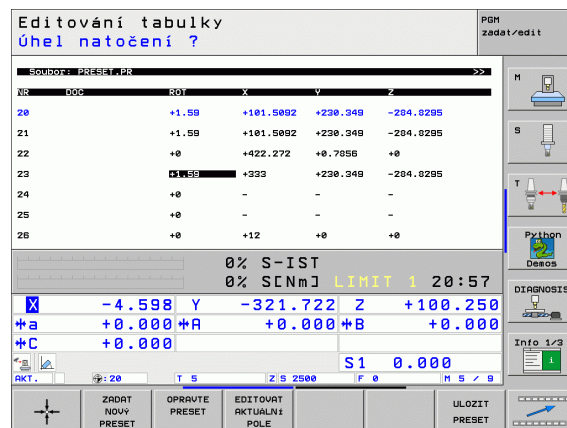 Editování tabulky
Úhel natočení ?
PGM
zadat/edit
Soubor: PRESET.PR >>
NR DOC ROT X Y Z
20 +1.59 +101.5092 +230.349 -284.8295
21 +1.59 +101.5092 +230.349 -284.8295
22 +0 +422.272 +0.7856 +0
23 +1.59 +333 +230.349 -284.8295
24 +0 - - -
25 +0 - - -
26 +0 +12 +0 +0
0% S-IST
0% S[Nm] LIMIT 1 20:57
X -4.598 Y -321.722 Z +100.250
a +0.000 A +0.000 B +0.000
C +0.000
S1 0.000
AKT. : 20 T 5 Z S 2500 F 0 M 5 / 9
ZADAT NOVÝ PRESET
OPRAVTE PRESET
EDITOVAT AKTUÁLNÍ POLE
ULOZIT PRESET
M
S
T
Python
Demos
DIAGNOSIS
Info 1/3
i